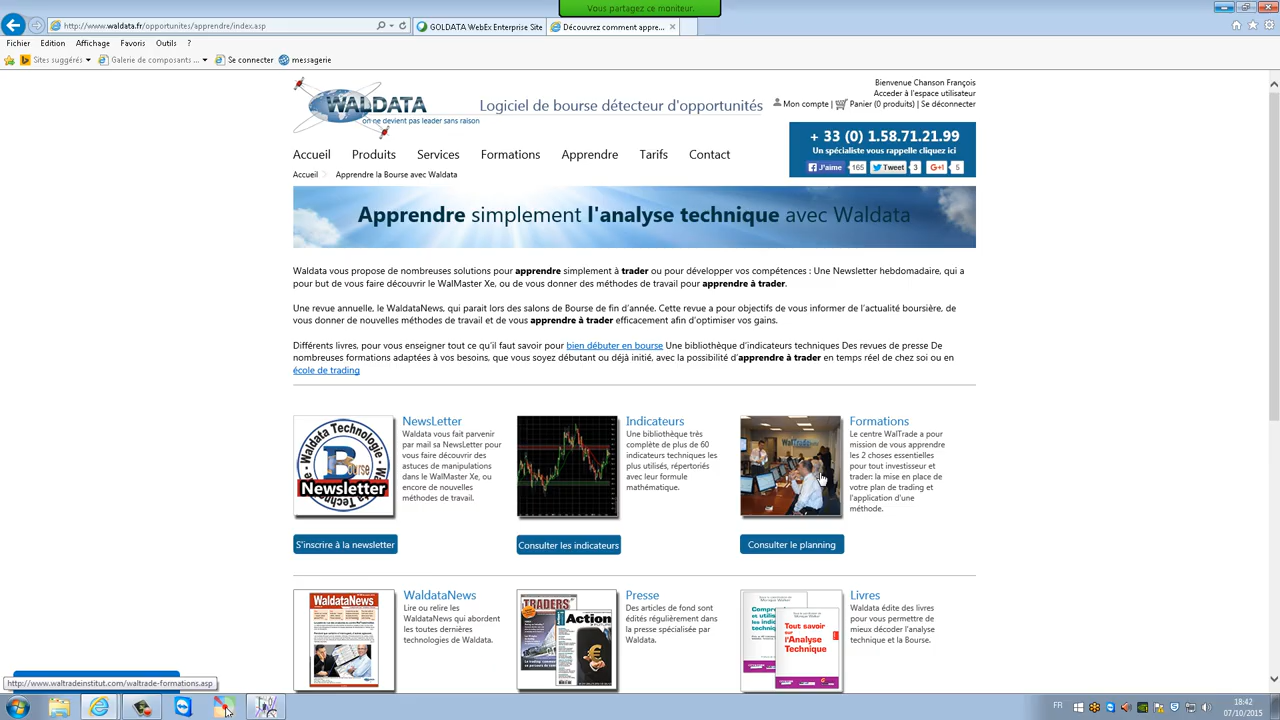 Vous partagez ce moniteur.
http://www.waldata.fr/opportunites/apprendre/index.asp
GOLDATA WebEx Enterprise Site
Découvrez comment appre...
Fichier Edition Affichage Favoris Outils ?
Sites suggérés Galerie de composants ... Se connecter messagerie
WALDATA
on ne devient pas leader sans raison
Logiciel de bourse détecteur d'opportunités
Bienvenue Chanson François
Acceder à l'espace utilisateur
Mon compte | Panier (0 produits) | Se déconnecter
+ 33 (0) 1.58.71.21.99
Un spécialiste vous rappelle cliquez ici
J'aime 165 Tweet 3 G+1 5
Accueil Produits Services Formations Apprendre Tarifs Contact
Accueil Apprendre la Bourse avec Waldata
Apprendre simplement l'analyse technique avec Waldata
Waldata vous propose de nombreuses solutions pour apprendre simplement à trader ou pour développer vos compétences : Une Newsletter hebdomadaire, qui a
pour but de vous faire découvrir le WalMaster Xe, ou de vous donner des méthodes de travail pour apprendre à trader.
Une revue annuelle, le WaldataNews, qui parait lors des salons de Bourse de fin d'année. Cette revue a pour objectifs de vous informer de l'actualité boursière, de
vous donner de nouvelles méthodes de travail et de vous apprendre à trader efficacement afin d'optimiser vos gains.
Différents livres, pour vous enseigner tout ce qu'il faut savoir pour bien débuter en bourse Une bibliothèque d'indicateurs techniques Des revues de presse De
nombreuses formations adaptées à vos besoins, que vous soyez débutant ou déjà initié, avec la possibilité d'apprendre à trader en temps réel de chez soi ou en
école de trading
NewsLetter
Waldata vous fait parvenir
par mail sa NewsLetter pour
vous faire découvrir des
astuces de manipulations
dans le WalMaster Xe, ou
encore de nouvelles
méthodes de travail.
Waldata Technologie
Bourse
Newsletter
S'inscrire à la newsletter
Indicateurs
Une bibliothèque très
complète de plus de 60
indicateurs techniques les
plus utilisés, répertoriés
avec leur formule
mathématique.
Consulter les indicateurs
Formations
Le centre WalTrade a pour
mission de vous apprendre
les 2 choses essentielles
pour tout investisseur et
trader: la mise en place de
votre plan de trading et
l'application d'une
méthode.
WalTrade
Consulter le planning
WaldataNews
Lire ou relire les
WaldataNews qui abordent
les toutes dernières
technologies de Waldata.
WaldataNews
Presse
Des articles de fond sont
édités régulièrement dans
la presse spécialisée par
Waldata.
TRADERS
Action
Livres
Waldata édite des livres
pour vous permettre de
mieux décoder l'analyse
technique et la Bourse.
Tout savoir
sur
l'Analyse
Technique
http://www.waltradeinstitut.com/waltrade-formations.asp
FR
18:42
07/10/2015